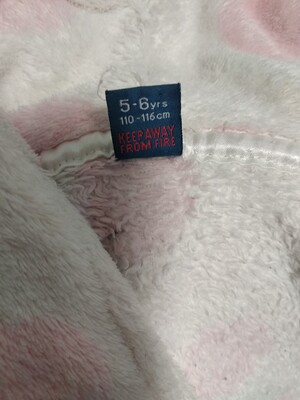 5-6yrs
110-116cm
KEEP AWAY
FROM FIRE